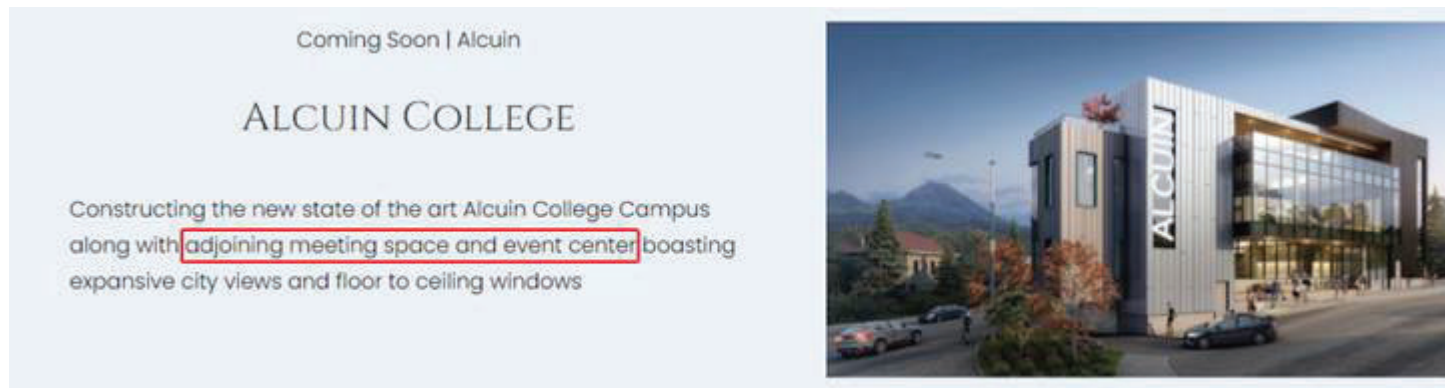 Coming Soon | Alcuin
ALCUIN COLLEGE
Constructing the new state of the art Alcuin College Campus
along with adjoining meeting space and event center boasting
expansive city views and floor to ceiling windows
ALCUIN